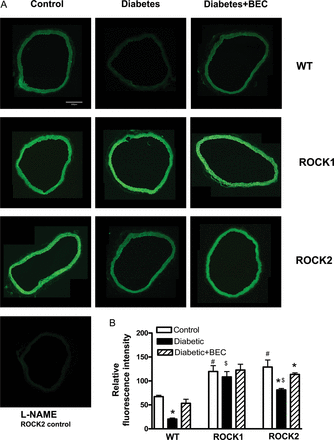 A
Control
Diabetes
Diabetes+BEC
WT
ROCK1
ROCK2
L-NAME
ROCK2 control
B
Control
Diabetic
Diabetic+BEC
Relative
fluorescence intensity
200
150
100
50
0
*
#
$
#
*$
*
WT
ROCK1
ROCK2